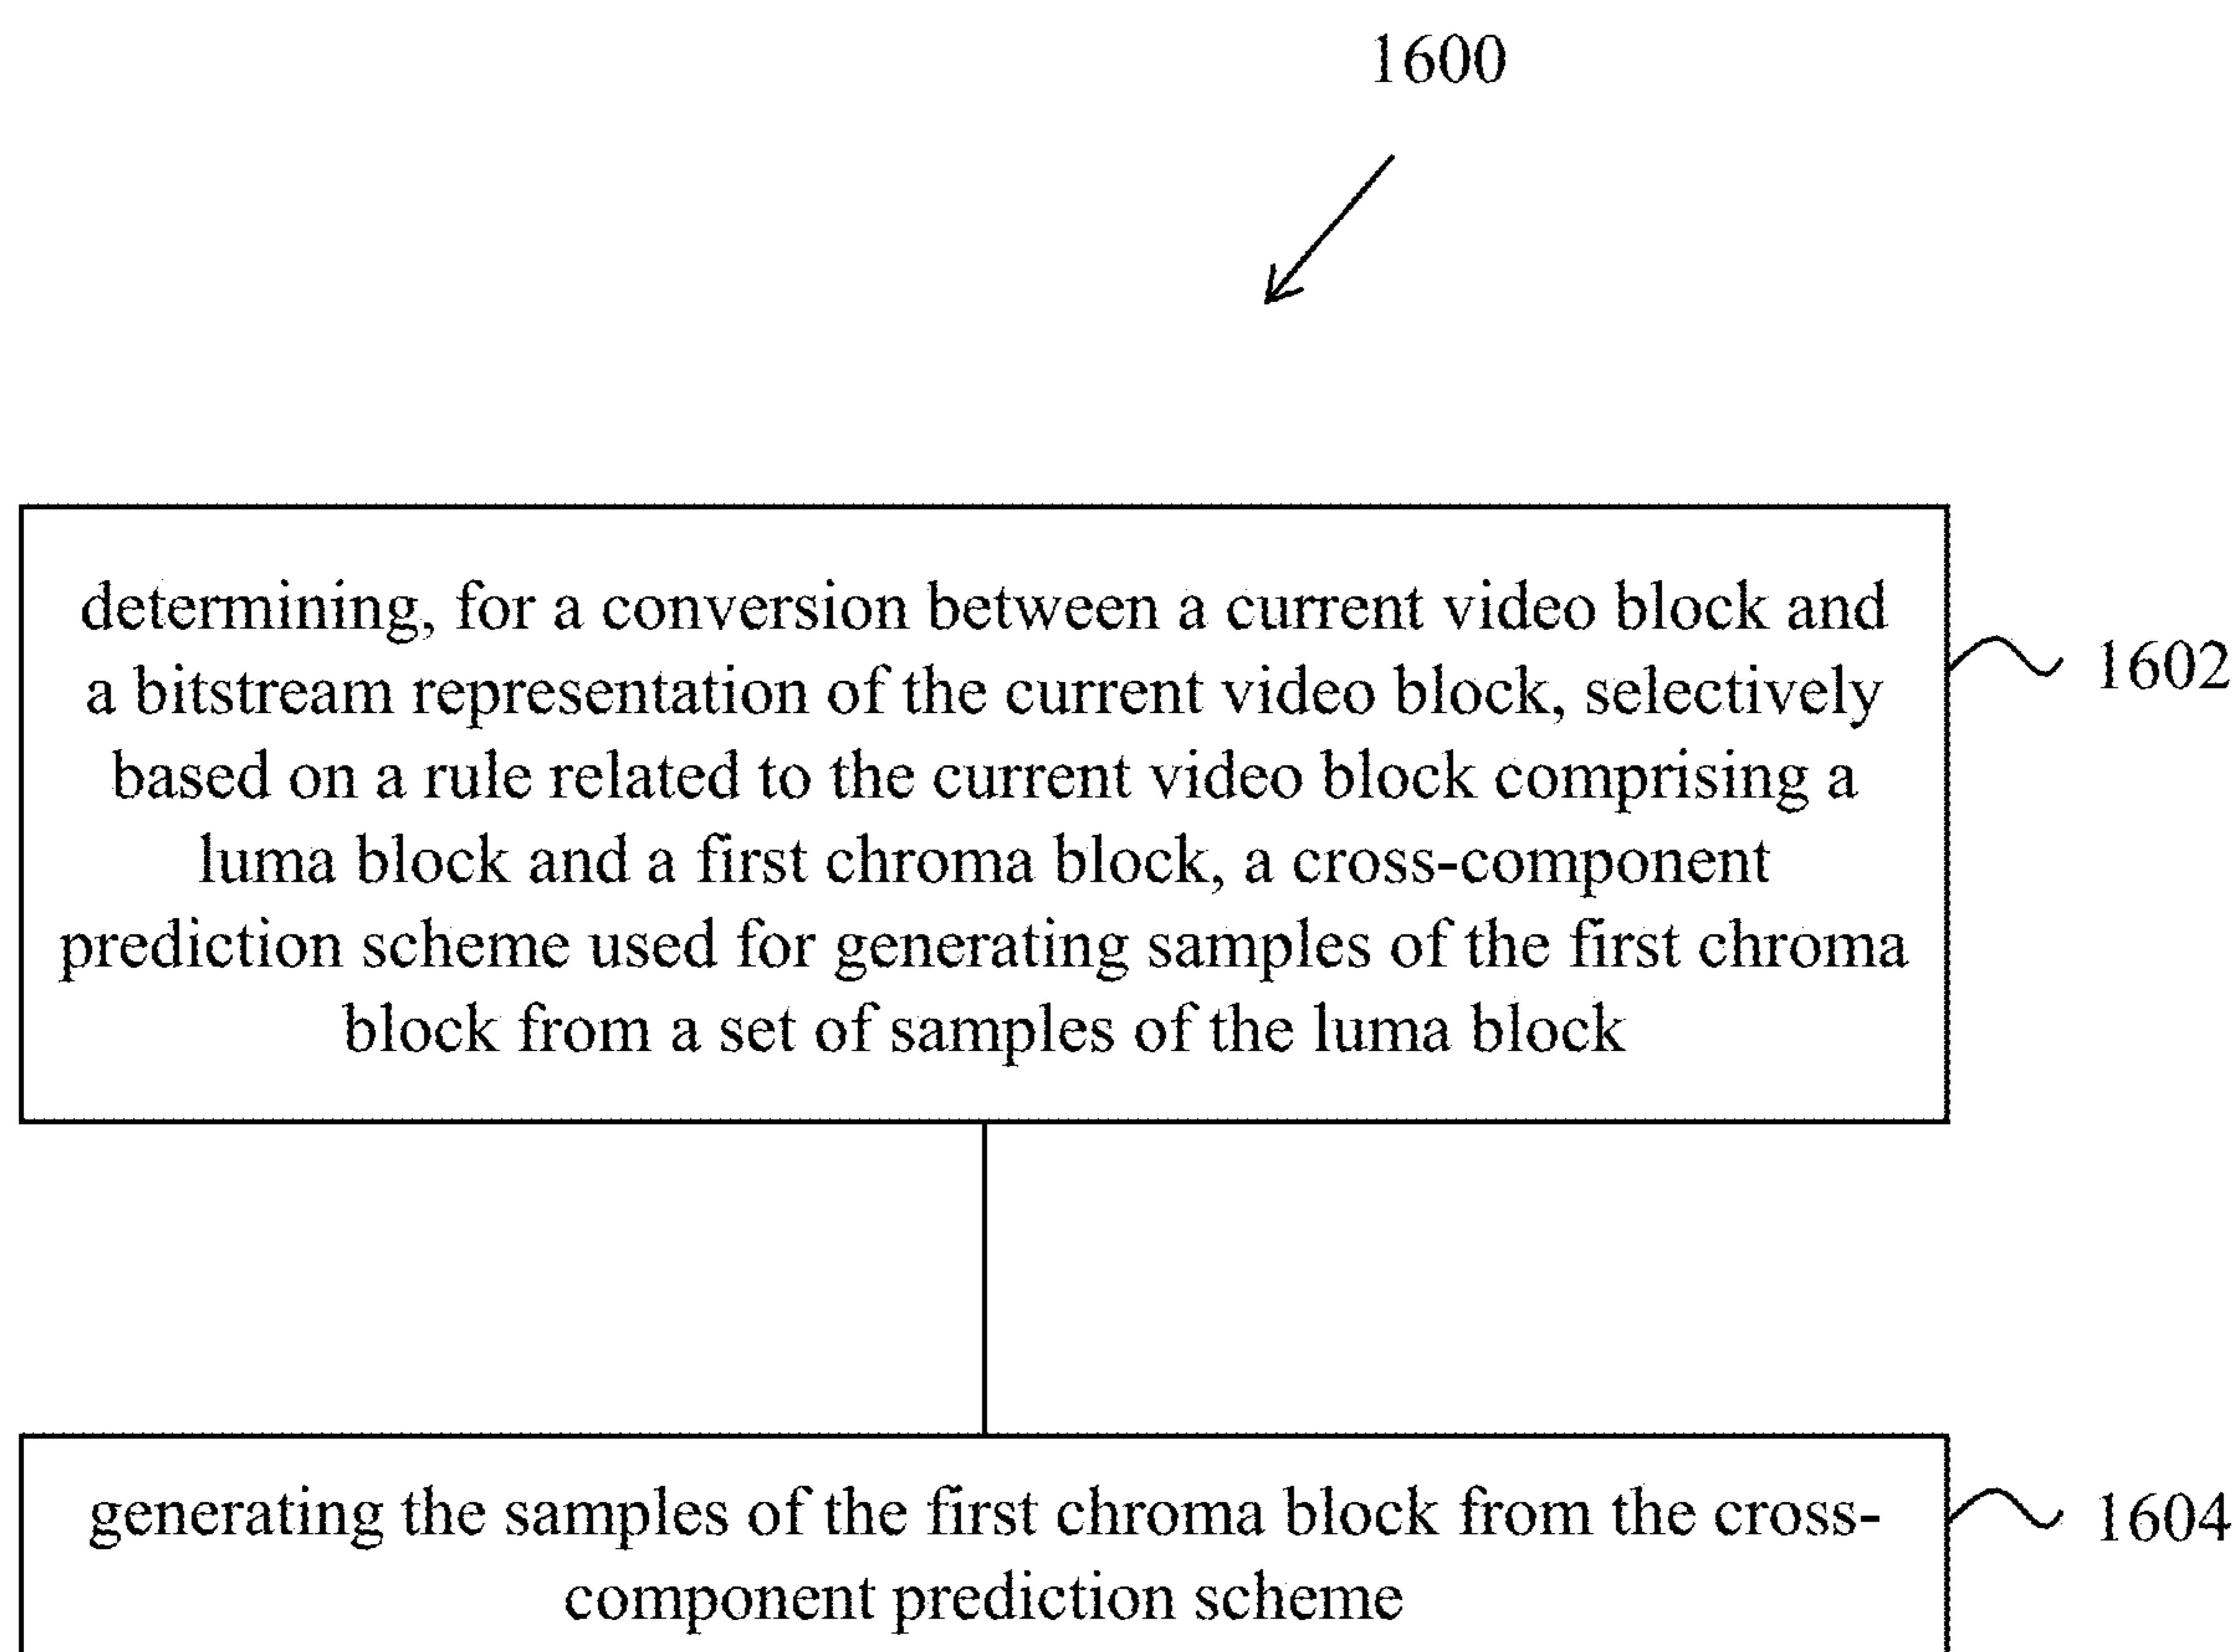 1600
determining, for a conversion between a current video block and
a bitstream representation of the current video block, selectively
based on a rule related to the current video block comprising a
luma block and a first chroma block, a cross-component
prediction scheme used for generating samples of the first chroma
block from a set of samples of the luma block
1602
generating the samples of the first chroma block from the cross-
component prediction scheme
1604